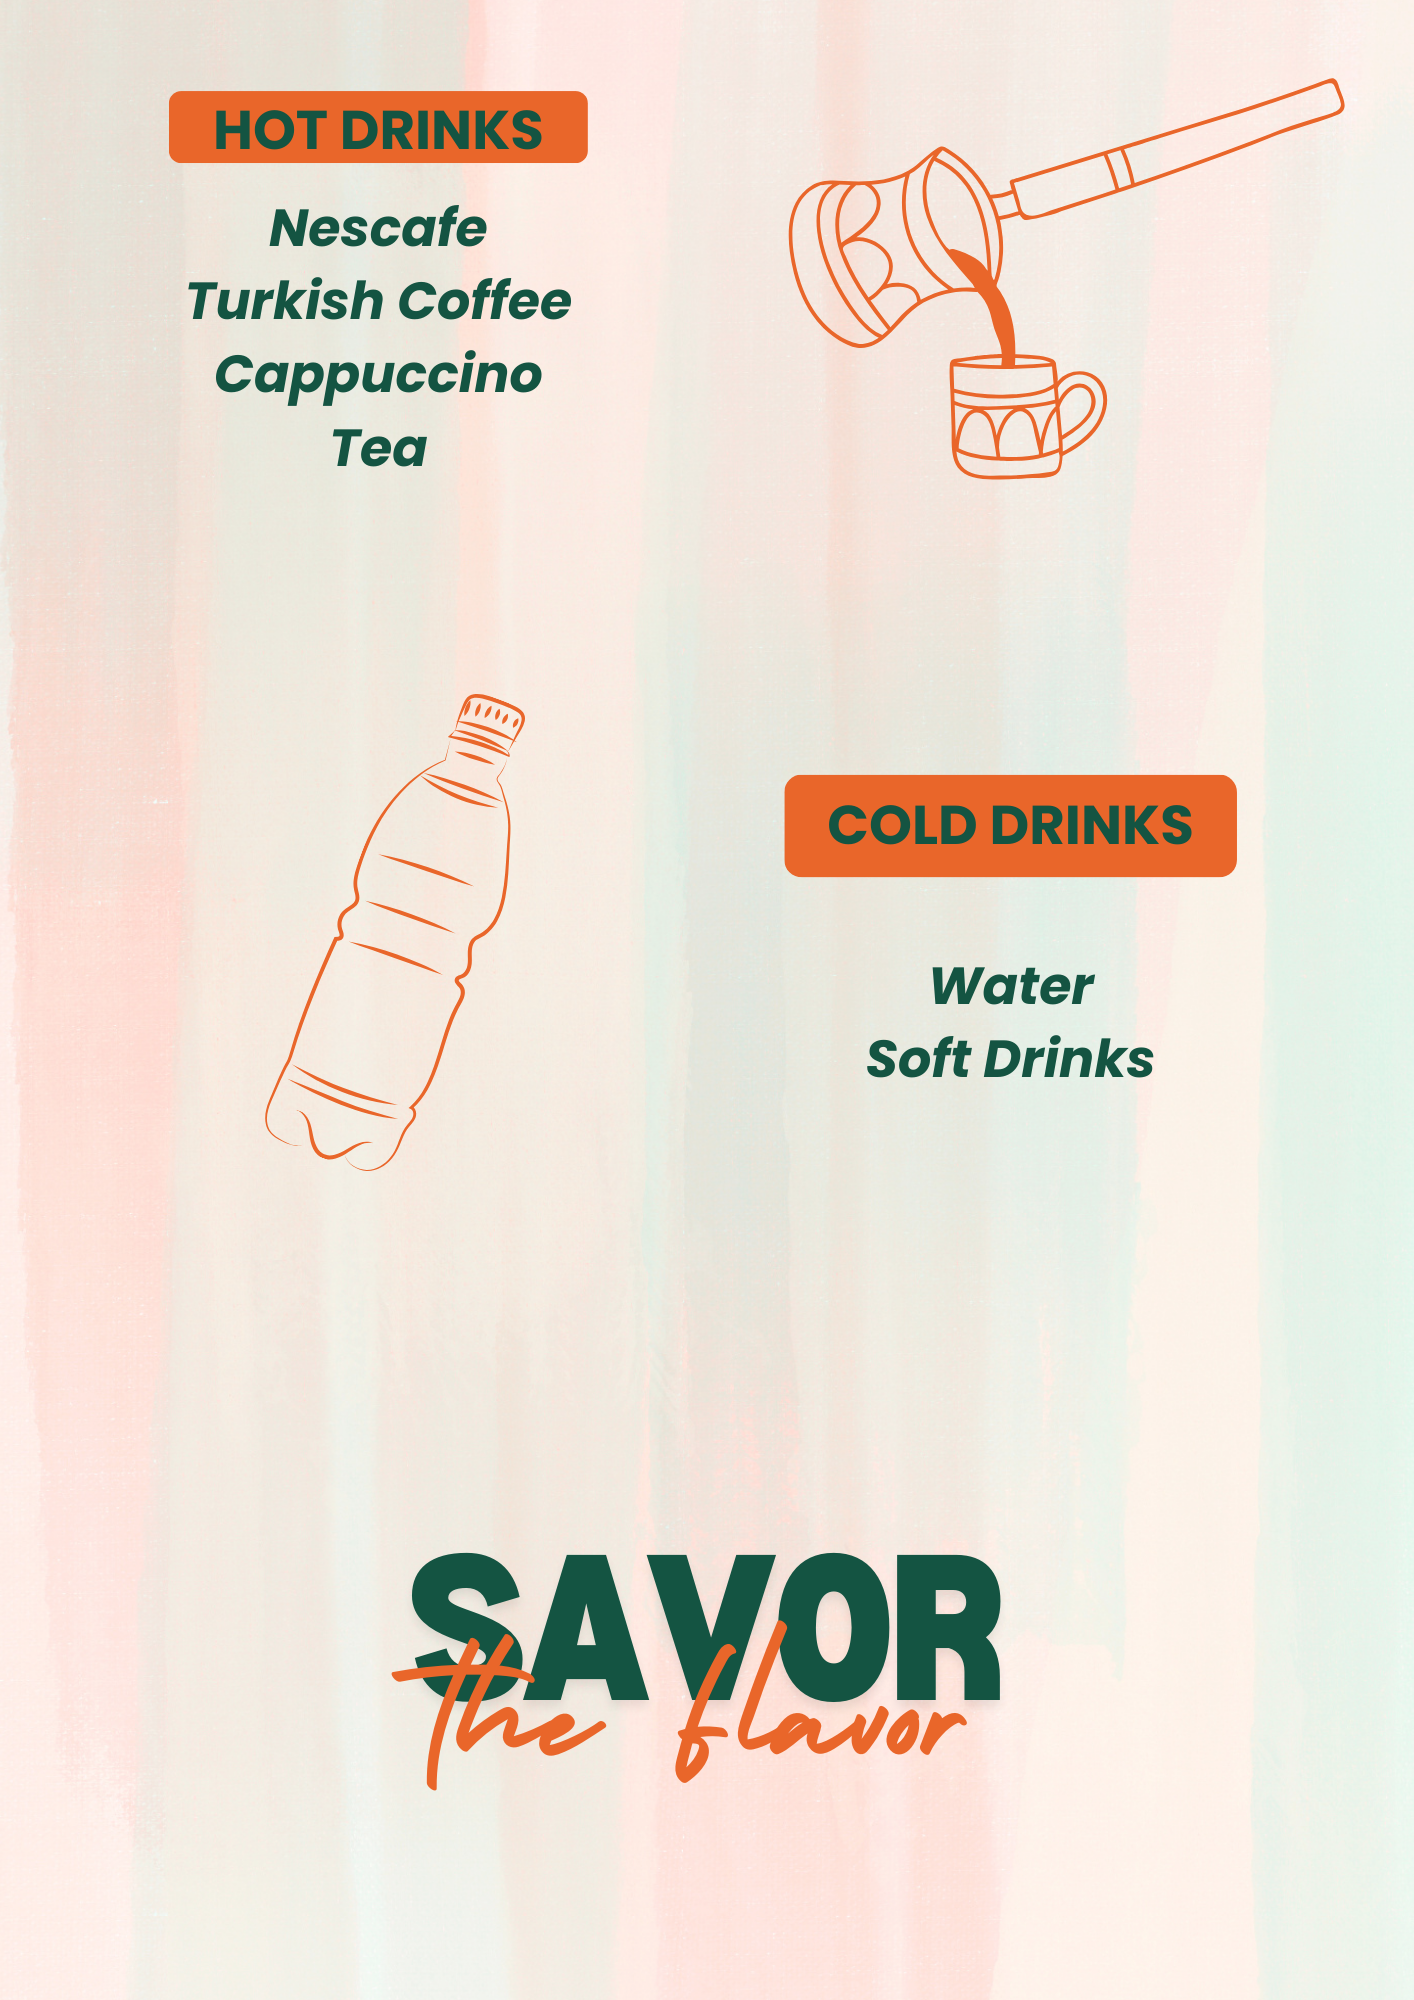 HOT DRINKS
Nescafe
Turkish Coffee
Cappuccino
Tea
COLD DRINKS
Water
Soft Drinks
SAVOR
the flavor